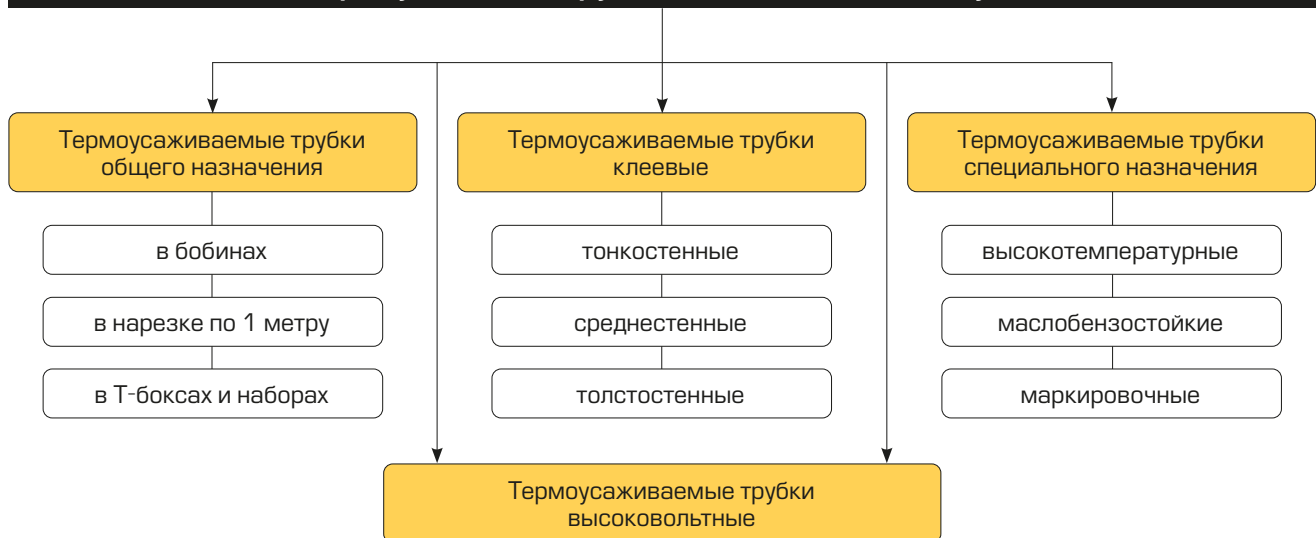 Термоусаживаемые трубки
общего назначения
в бобинах
в нарезке по 1 метру
в Т-боксах и наборах
Термоусаживаемые трубки
клеевые
тонкостенные
среднестенные
толстостенные
Термоусаживаемые трубки
специального назначения
высокотемпературные
маслобензостойкие
маркировочные
Термоусаживаемые трубки
высоковольтные